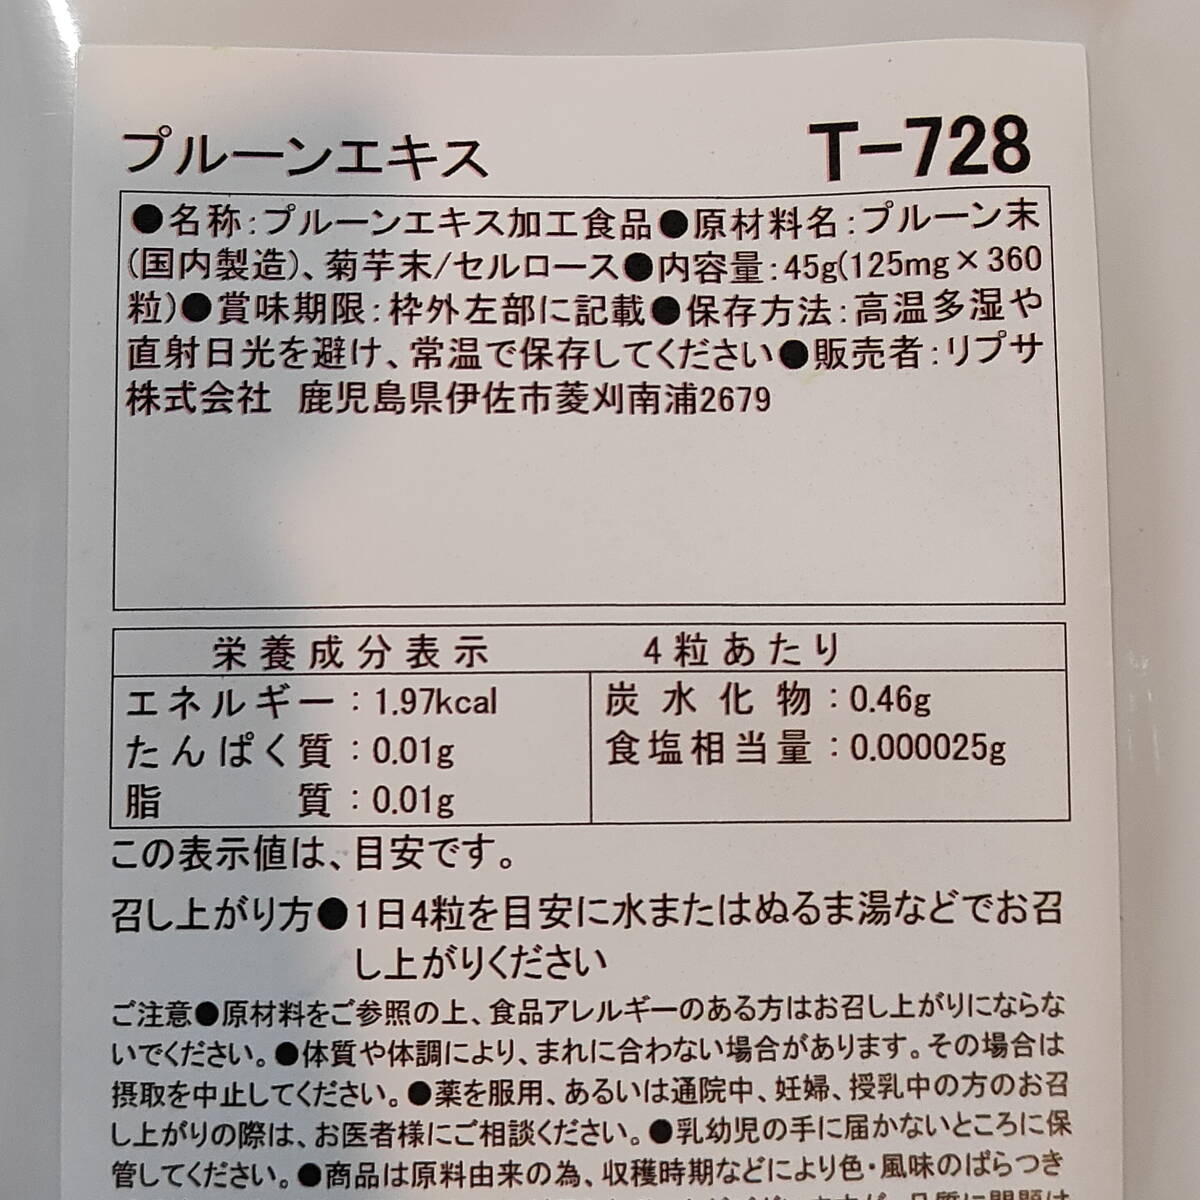 プルーンエキス T-728
●名称:プルーンエキス加工食品●原材料名:プルーン末
(国内製造)、菊芋末/セルロース●内容量:45g(125mg×360
粒)●賞味期限:枠外左部に記載●保存方法:高温多湿や
直射日光を避け、常温で保存してください●販売者:リプサ
株式会社 鹿児島県伊佐市菱刈南浦2679
栄養成分表示 4粒あたり
エネルギー:1.97kcal 炭水化物:0.46g
たんぱく質:0.01g 食塩相当量:0.000025g
脂質:0.01g
この表示値は、目安です。
召し上がり方●1日4粒を目安に水またはぬるま湯などでお召
し上がりください
ご注意●原材料をご参照の上、食品アレルギーのある方はお召し上がりにならな
いでください。●体質や体調により、まれに合わない場合があります。その場合は
摂取を中止してください。●薬を服用、あるいは通院中、妊婦、授乳中の方のお召
し上がりの際は、お医者様にご相談ください。●乳幼児の手に届かないところに保
管してください。●商品は原料由来の為、収穫時期などにより色・風味のばらつき